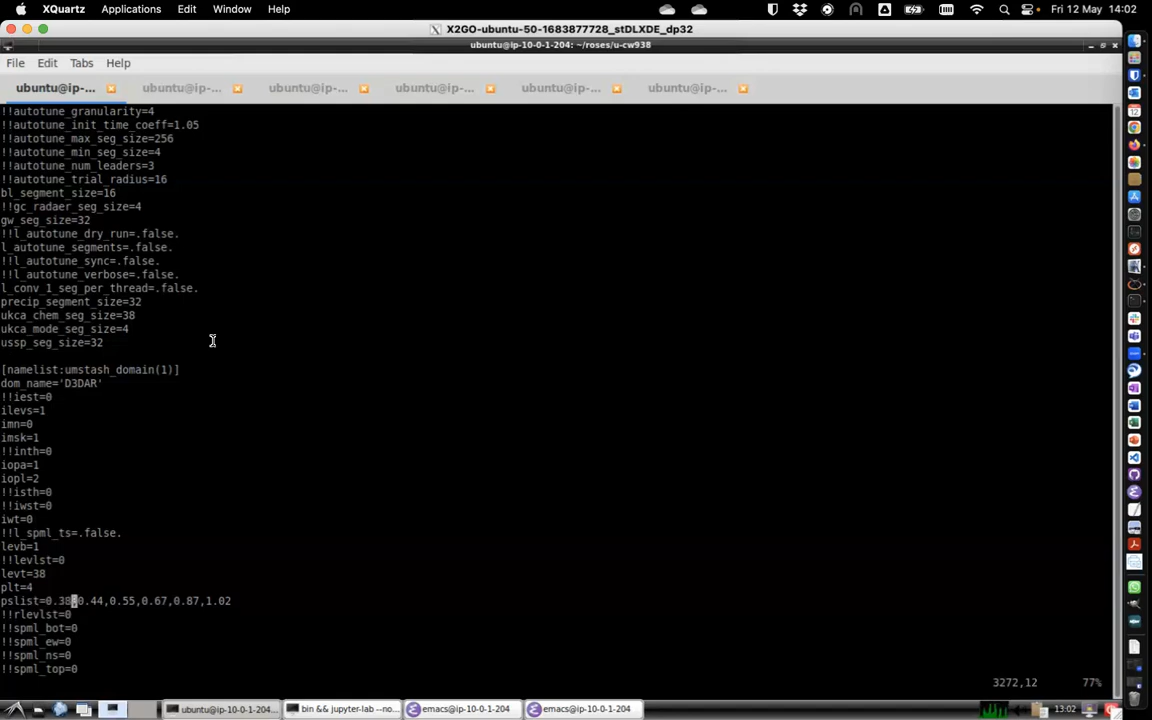 XQuartz Applications Edit Window Help Fri 12 May 14:02
X2GO-ubuntu-50-1683877728_stDLXDE_dp32
ubuntu@ip-10-0-1-204: ~/roses/u-cw938
File Edit Tabs Help
ubuntu@ip-... ubuntu@ip-... ubuntu@ip-... ubuntu@ip-... ubuntu@ip-... ubuntu@ip-...
!!autotune_granularity=4
!!autotune_init_time_coeff=1.05
!!autotune_max_seg_size=256
!!autotune_min_seg_size=4
!!autotune_num_leaders=3
!!autotune_trial_radius=16
bl_segment_size=16
!!gc_radaer_seg_size=4
gw_seg_size=32
!!l_autotune_dry_run=.false.
l_autotune_segments=.false.
!!l_autotune_sync=.false.
!!l_autotune_verbose=.false.
l_conv_1_seg_per_thread=.false.
precip_segment_size=32
ukca_chem_seg_size=38
ukca_mode_seg_size=4
ussp_seg_size=32
[namelist:umstash_domain(1)]
dom_name='D3DAR'
!!iest=0
ilevs=1
imn=0
imsk=1
!!inth=0
iopa=1
iopl=2
!!isth=0
!!iwst=0
iwt=0
!!l_spml_ts=.false.
levb=1
!!levlst=0
levt=38
plt=4
pslist=0.38,0.44,0.55,0.67,0.87,1.02
!!rlevlst=0
!!spml_bot=0
!!spml_ew=0
!!spml_ns=0
!!spml_top=0
3272,12 77%
ubuntu@ip-10-0-1-204... bin && jupyter-lab --no... emacs@ip-10-0-1-204 emacs@ip-10-0-1-204 13:02